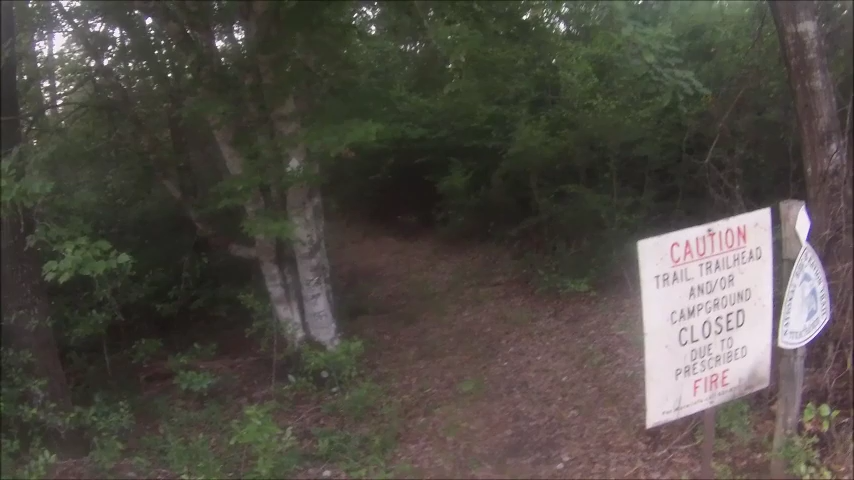 CAUTION
TRAIL, TRAILHEAD
AND/OR
CAMPGROUND
CLOSED
DUE TO
PRESCRIBED
FIRE